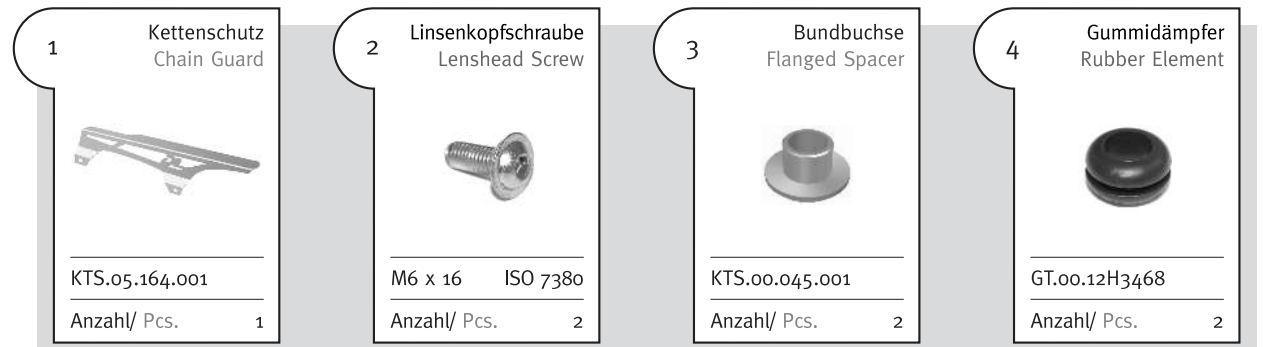 1
Kettenschutz
Chain Guard
KTS.05.164.001
Anzahl/ Pcs. 1
2
Linsenkopfschraube
Lenshead Screw
M6 x 16 ISO 7380
Anzahl/ Pcs. 2
3
Bundbuchse
Flanged Spacer
KTS.00.045.001
Anzahl/ Pcs. 2
4
Gummidämpfer
Rubber Element
GT.00.12H3468
Anzahl/ Pcs. 2